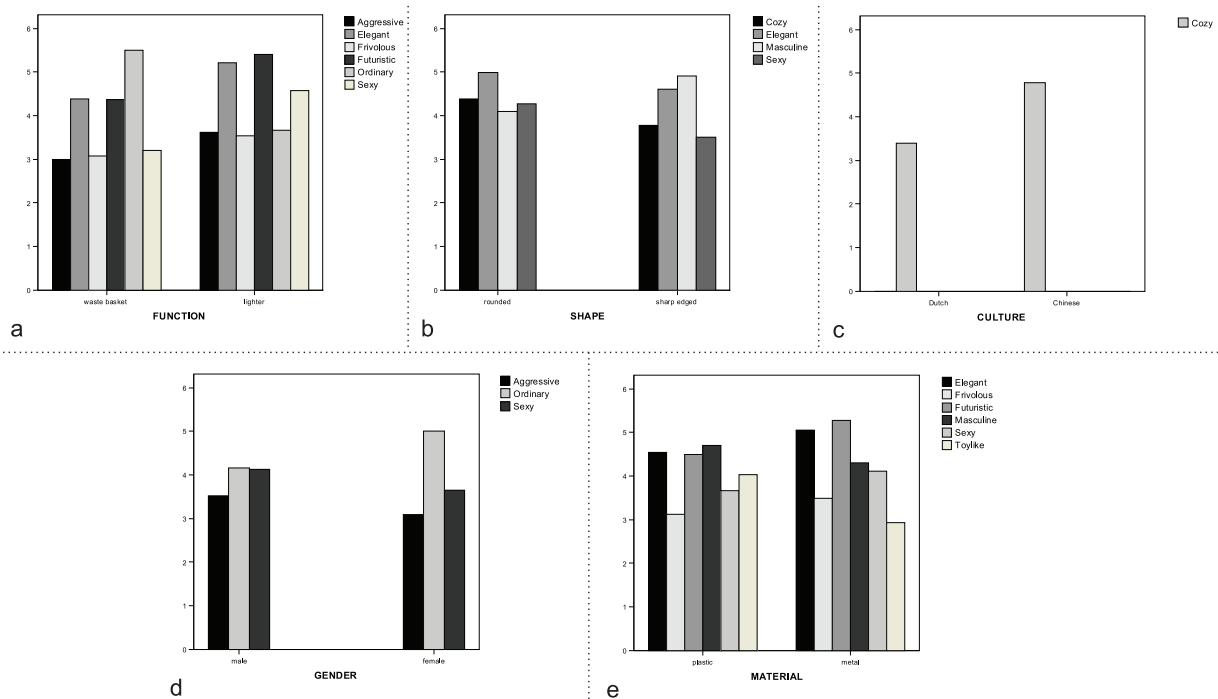 6
5
4
3
2
1
0
waste basket
lighter
FUNCTION
Aggressive
Elegant
Frivolous
Futuristic
Ordinary
Sexy
a
6
5
4
3
2
1
0
rounded
sharp edged
SHAPE
Cozy
Elegant
Masculine
Sexy
b
6
5
4
3
2
1
0
Dutch
Chinese
CULTURE
Cozy
c
6
5
4
3
2
1
0
male
female
GENDER
Aggressive
Ordinary
Sexy
d
6
5
4
3
2
1
0
plastic
metal
MATERIAL
Elegant
Frivolous
Futuristic
Masculine
Sexy
Toylike
e